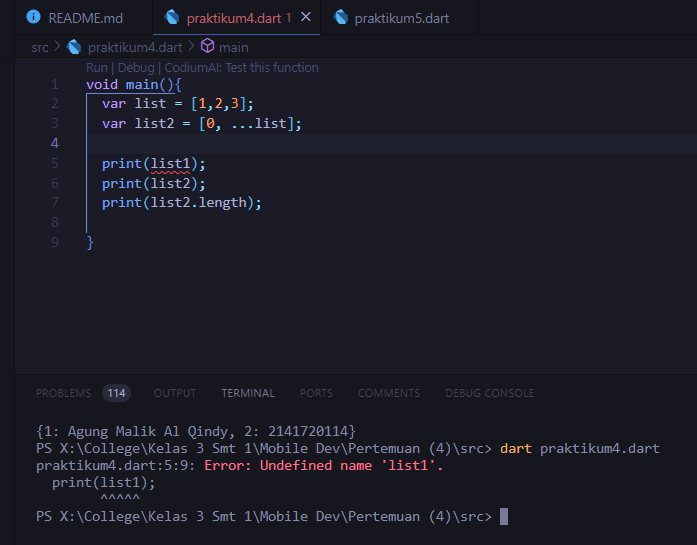 README.md praktikum4.dart 1 praktikum5.dart
src > praktikum4.dart > main
Run | Debug | CodiumAI: Test this function
1 void main(){
2   var list = [1,2,3];
3   var list2 = [0, ...list];
4
5   print(list1);
6   print(list2);
7   print(list2.length);
8
9 }
PROBLEMS 114 OUTPUT TERMINAL PORTS COMMENTS DEBUG CONSOLE
{1: Agung Malik Al Qindy, 2: 2141720114}
PS X:\College\Kelas 3 Smt 1\Mobile Dev\Pertemuan (4)\src> dart praktikum4.dart
praktikum4.dart:5:9: Error: Undefined name 'list1'.
  print(list1);
        ^^^^^
PS X:\College\Kelas 3 Smt 1\Mobile Dev\Pertemuan (4)\src>